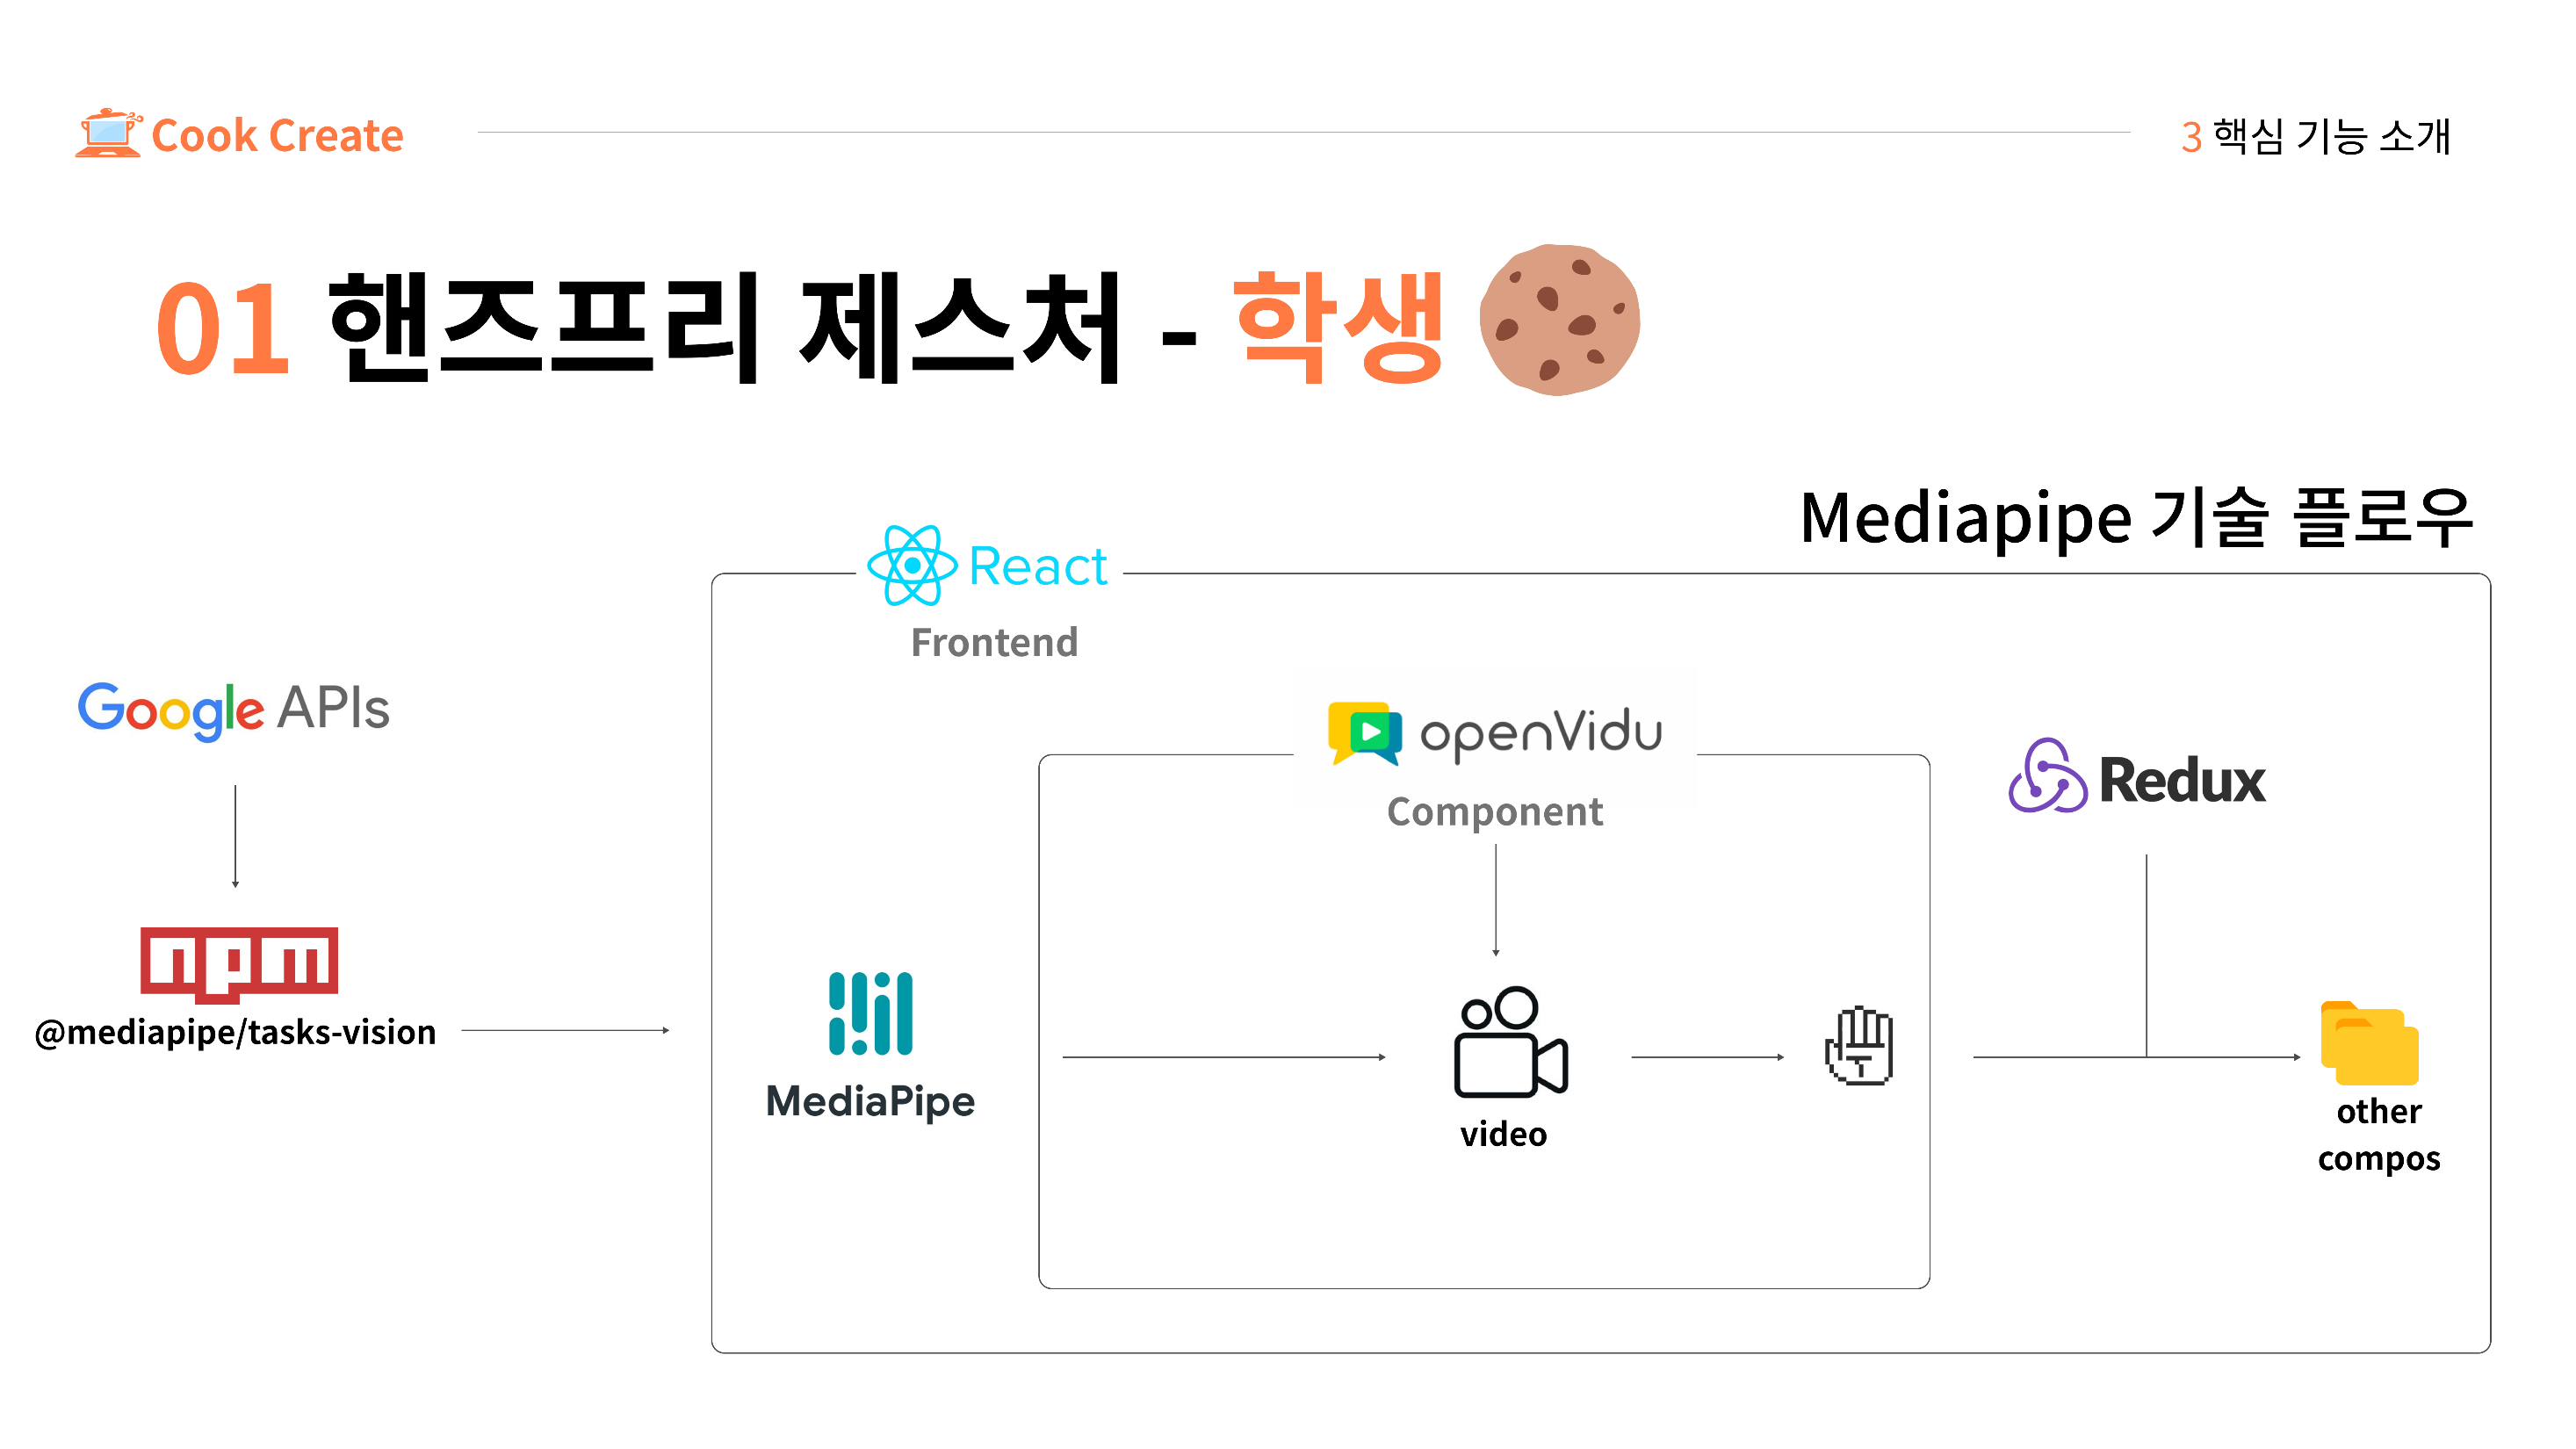 Cook Create
3 핵심 기능 소개
01 핸즈프리 제스처 - 학생
Mediapipe 기술 플로우
React
Frontend
Google APIs
openVidu
Component
Redux
npm
@mediapipe/tasks-vision
MediaPipe
video
other
compos